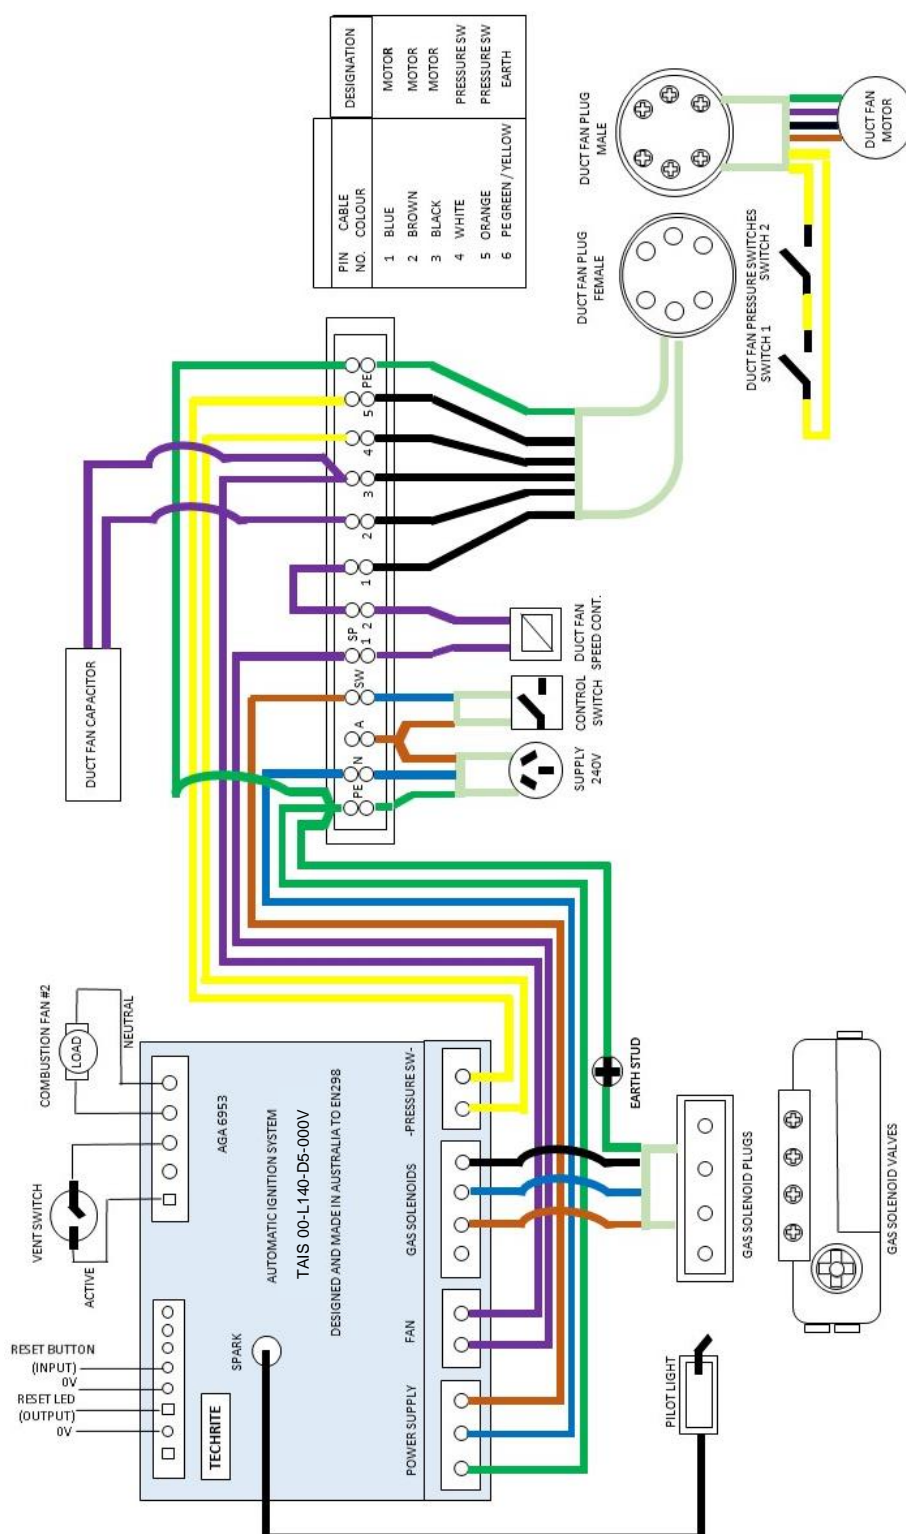 PIN NO.
CABLE COLOUR
DESIGNATION
1 BLUE MOTOR
2 BROWN MOTOR
3 BLACK MOTOR
4 WHITE PRESSURE SW
5 ORANGE PRESSURE SW
6 PE GREEN / YELLOW EARTH
DUCT FAN CAPACITOR
PE N A SW SP 1 2 1 2 3 4 5 PE
SUPPLY
240V
CONTROL
SWITCH
DUCT FAN
SPEED CONT.
DUCT FAN PLUG
FEMALE
DUCT FAN PLUG
MALE
DUCT FAN PRESSURE SWITCHES
SWITCH 1
SWITCH 2
DUCT FAN
MOTOR
RESET BUTTON
(INPUT)
0V
RESET LED
(OUTPUT)
0V
ACTIVE
VENT SWITCH
COMBUSTION FAN #2
LOAD
NEUTRAL
TECHRITE
SPARK
AGA 6953
AUTOMATIC IGNITION SYSTEM
TAIS 00-L140-D5-000V
DESIGNED AND MADE IN AUSTRALIA TO EN298
POWER SUPPLY
FAN
GAS SOLENOIDS
-PRESSURE SW-
EARTH STUD
PILOT LIGHT
GAS SOLENOID PLUGS
GAS SOLENOID VALVES